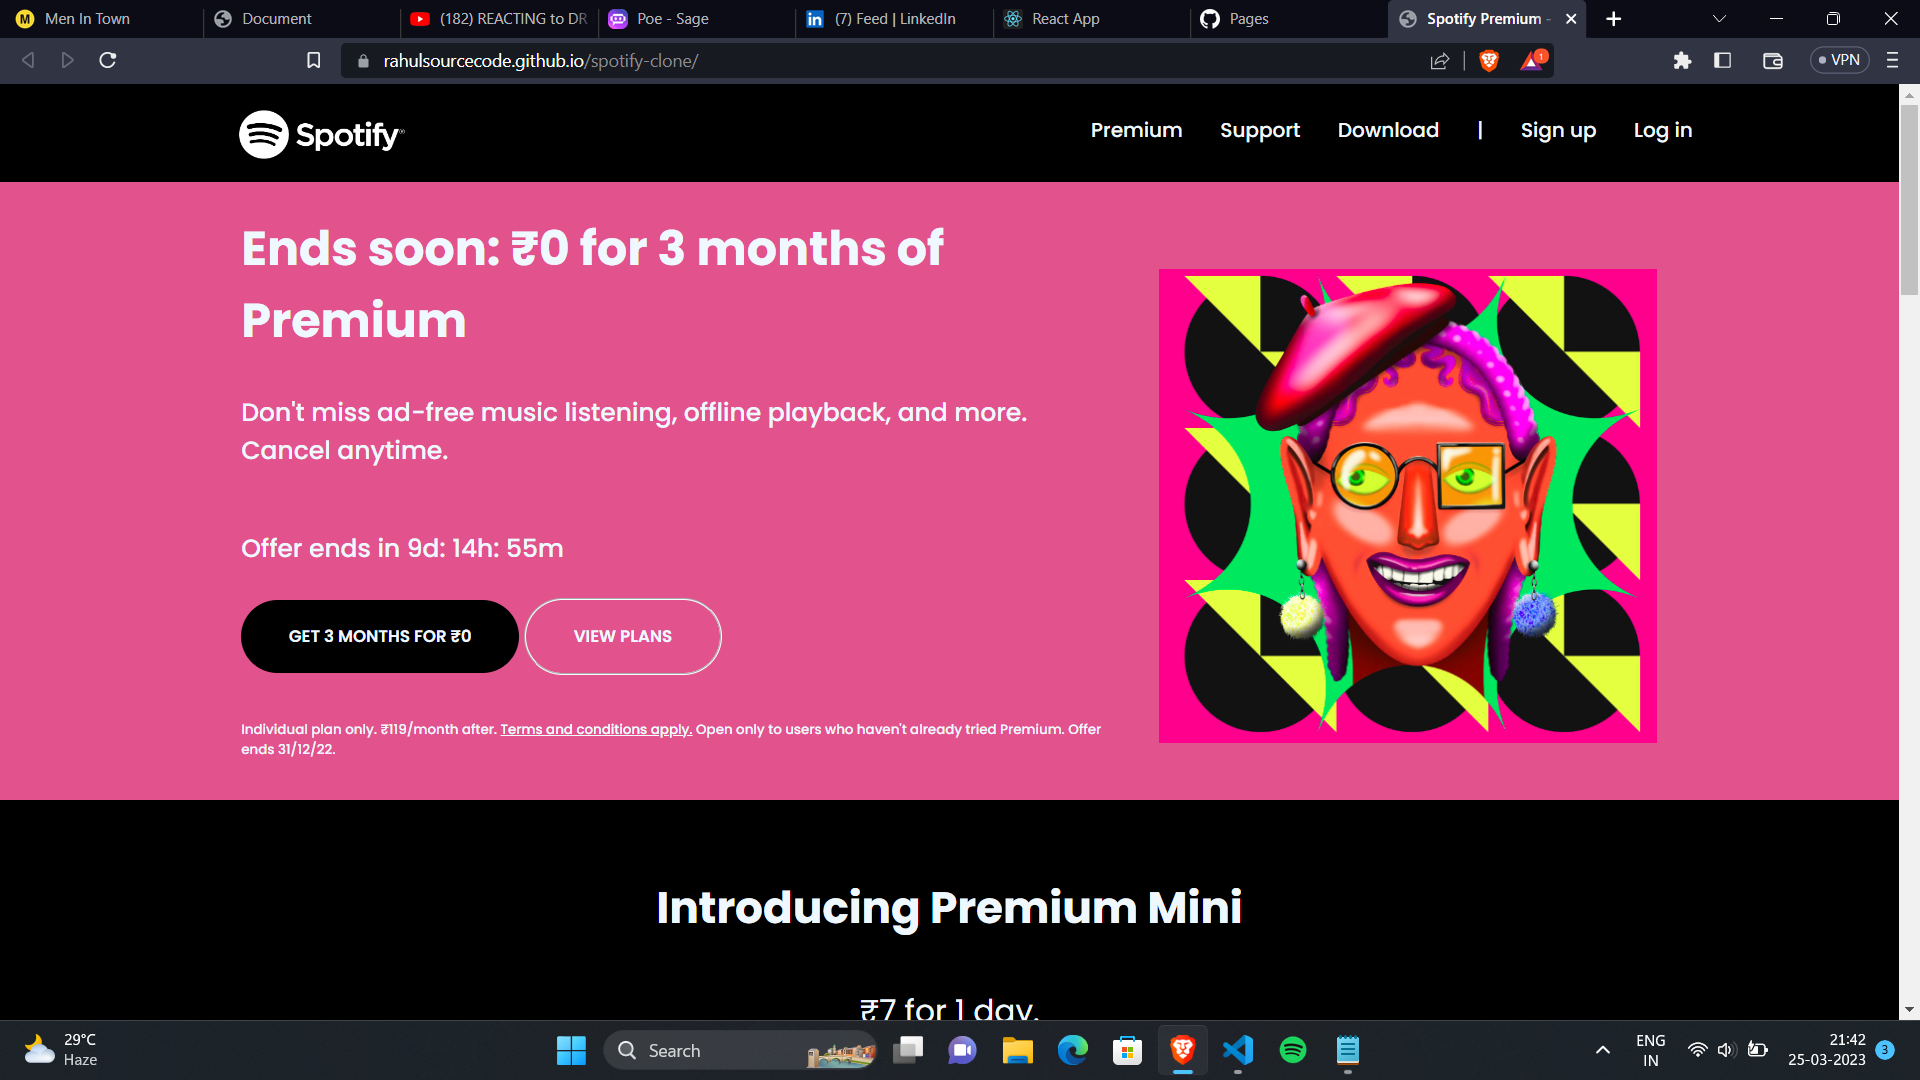 Men In Town
Document
(182) REACTING to DR
Poe - Sage
(7) Feed | LinkedIn
React App
Pages
Spotify Premium -
rahulsourcecode.github.io/spotify-clone/
1
VPN
Spotify
Premium
Support
Download
|
Sign up
Log in
Ends soon: ₹0 for 3 months of
Premium
Don't miss ad-free music listening, offline playback, and more.
Cancel anytime.
Offer ends in 9d: 14h: 55m
GET 3 MONTHS FOR ₹0
VIEW PLANS
Individual plan only. ₹119/month after. Terms and conditions apply. Open only to users who haven't already tried Premium. Offer
ends 31/12/22.
Introducing Premium Mini
₹7 for 1 day.
29°C
Haze
Search
ENG
IN
21:42
25-03-2023
3